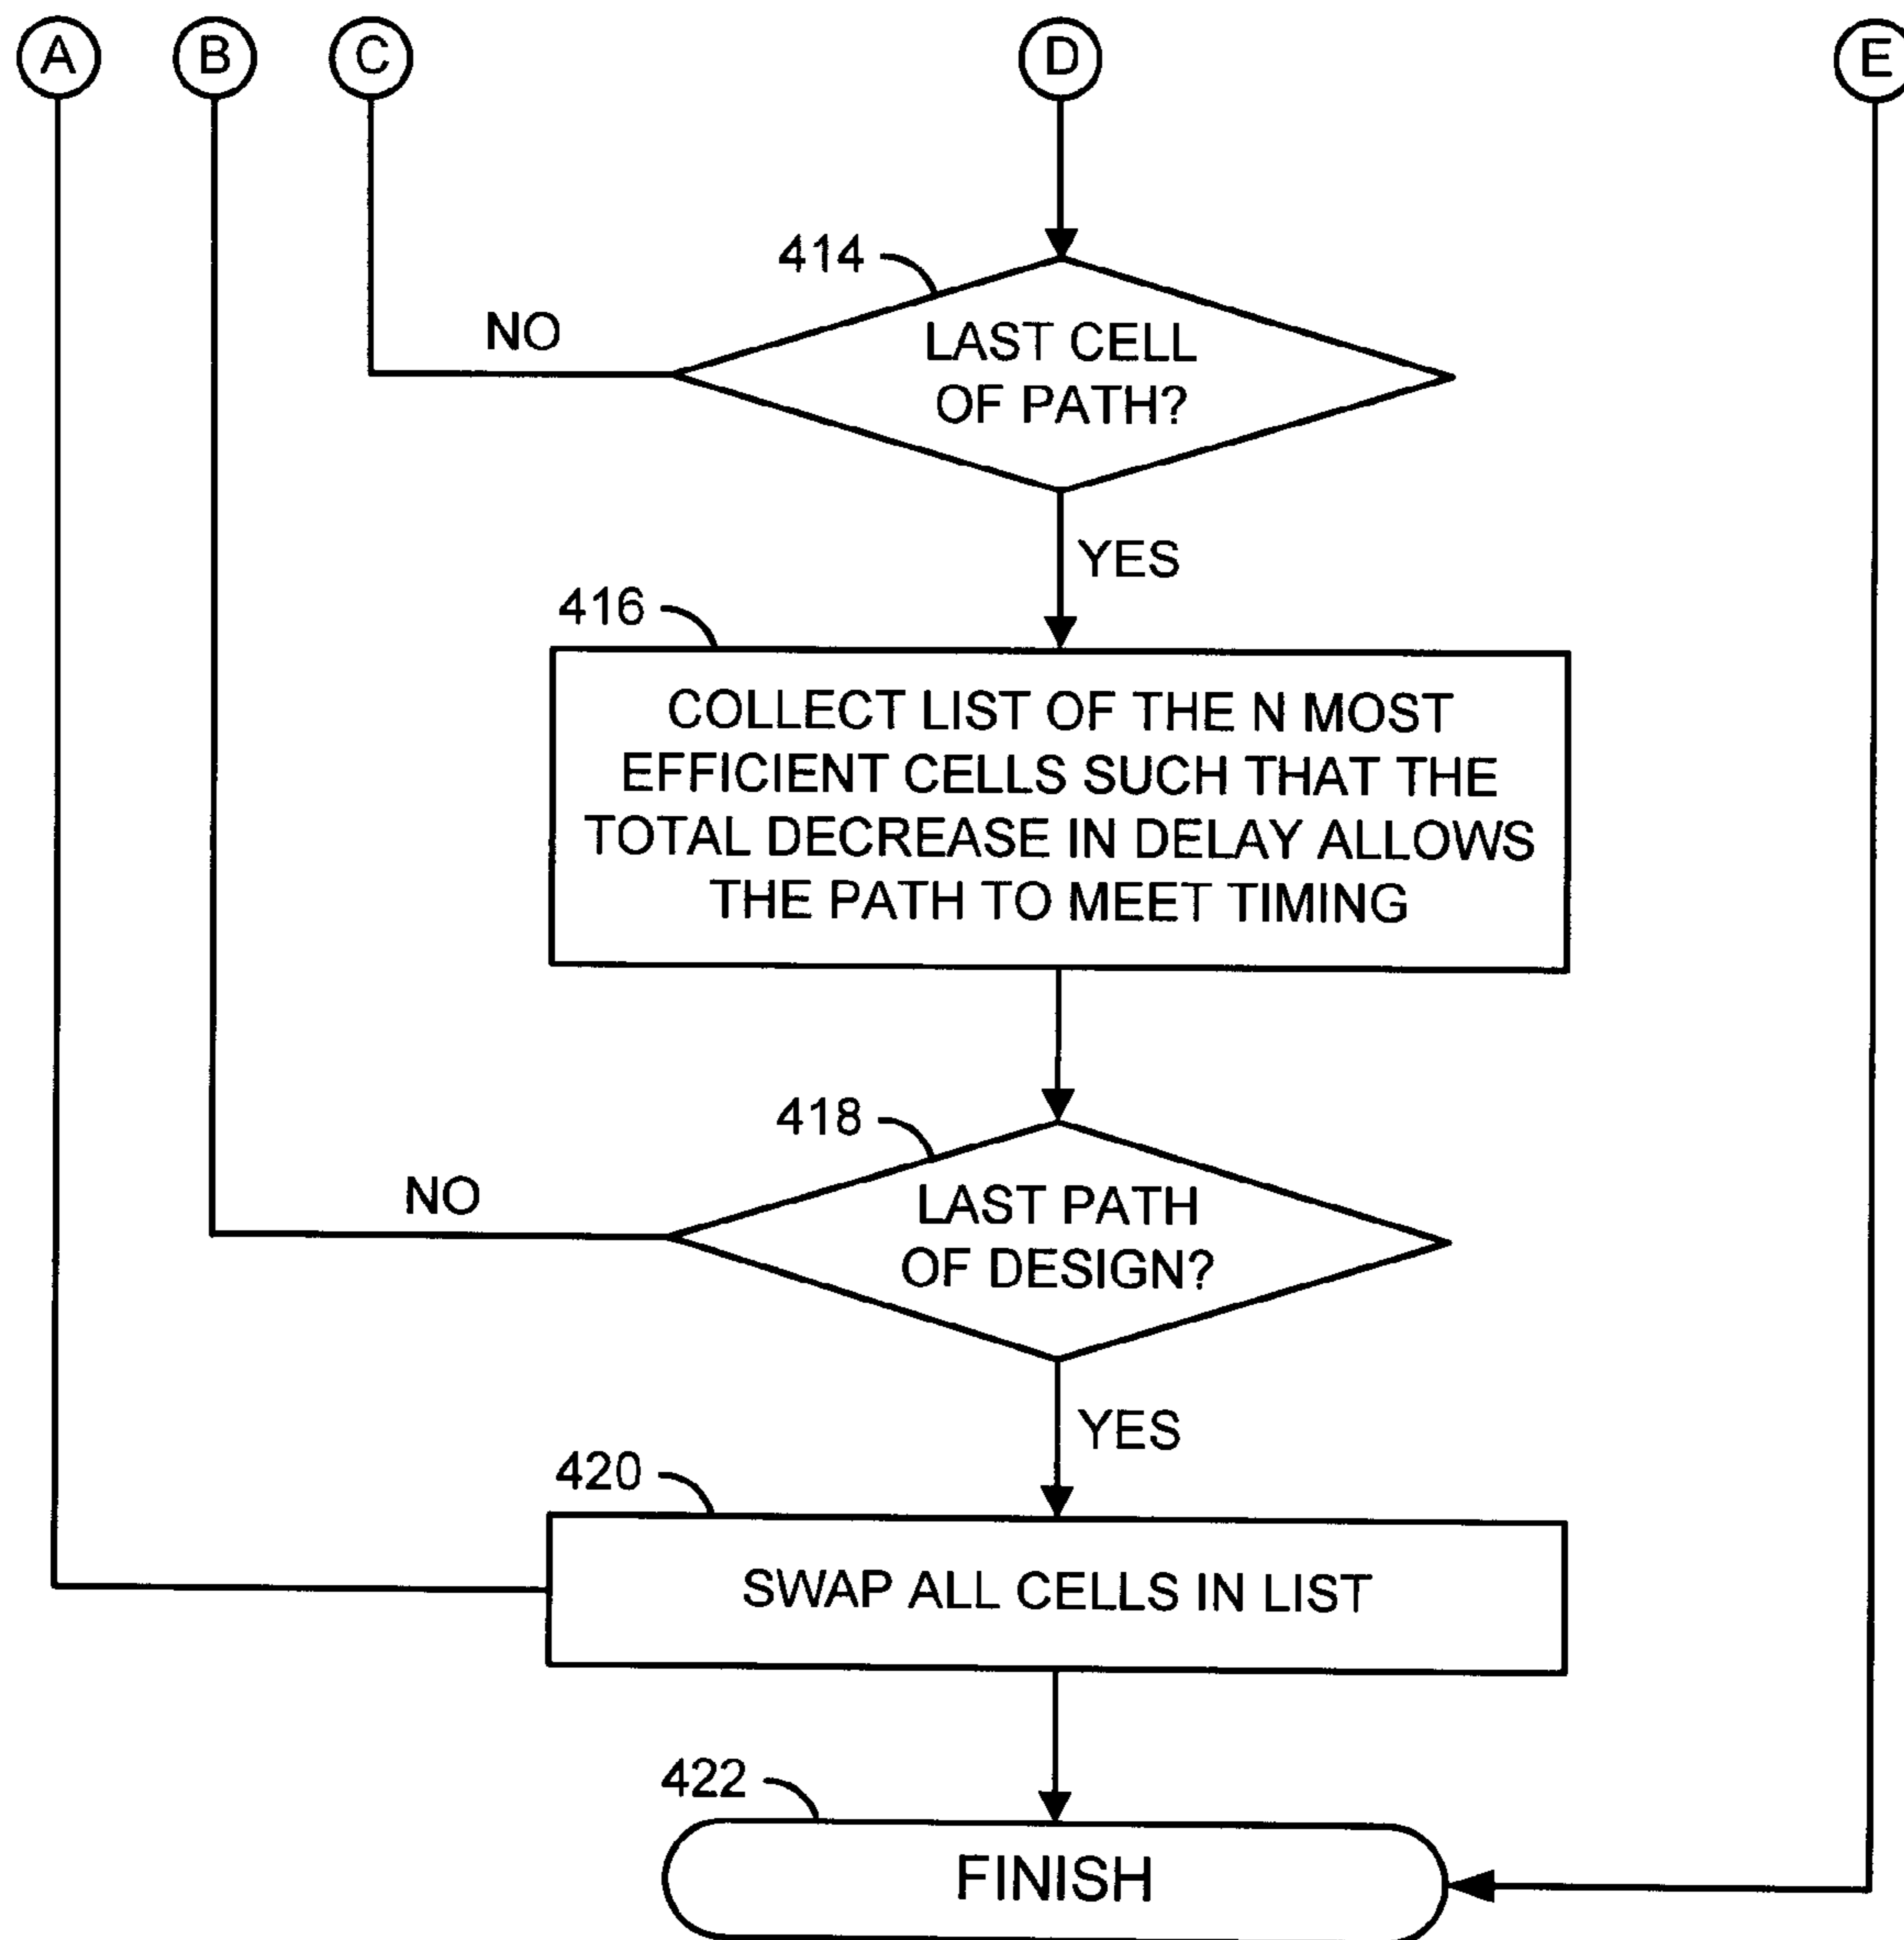 A B C D E
414
LAST CELL
OF PATH?
NO
YES
416
COLLECT LIST OF THE N MOST
EFFICIENT CELLS SUCH THAT THE
TOTAL DECREASE IN DELAY ALLOWS
THE PATH TO MEET TIMING
418
LAST PATH
OF DESIGN?
NO
YES
420
SWAP ALL CELLS IN LIST
422
FINISH